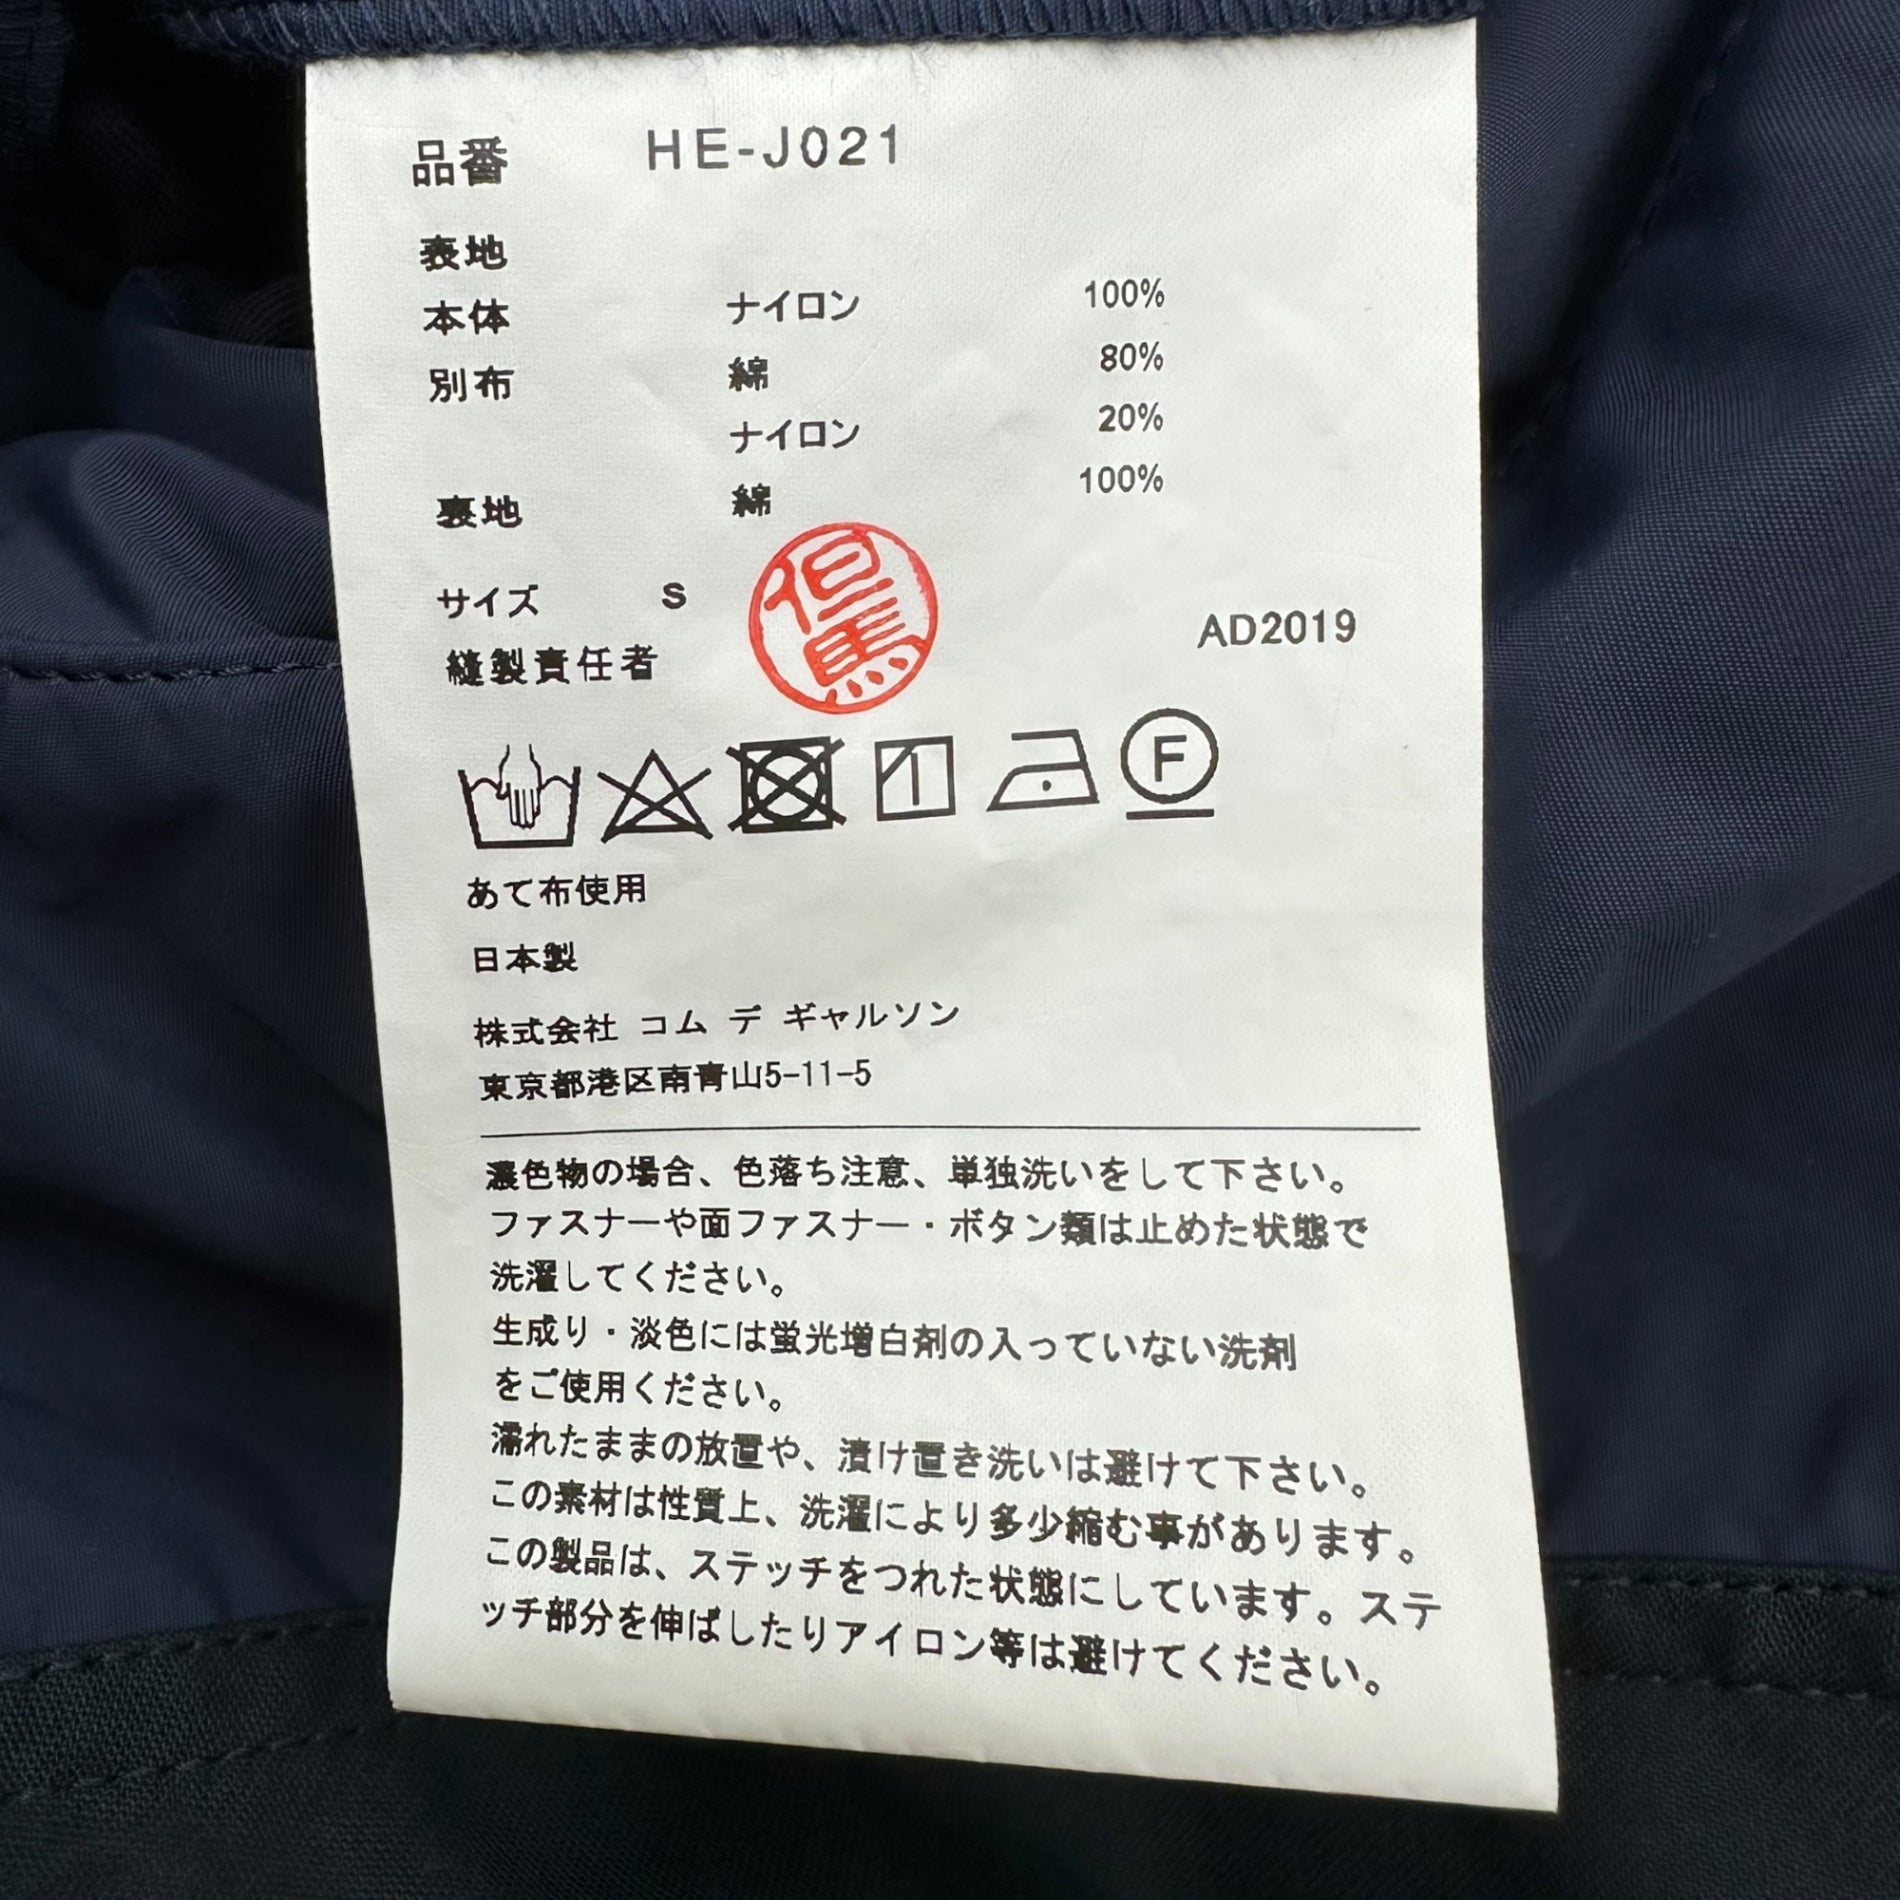 品番 HE-J021
表地
本体 ナイロン 100%
別布 綿 80%
ナイロン 20%
裏地 綿 100%
サイズ S
縫製責任者 但馬 AD2019
F
あて布使用
日本製
株式会社 コム デ ギャルソン
東京都港区南青山5-11-5
濃色物の場合、色落ち注意、単独洗いをして下さい。
ファスナーや面ファスナー・ボタン類は止めた状態で
洗濯してください。
生成り・淡色には蛍光増白剤の入っていない洗剤
をご使用ください。
濡れたままの放置や、漬け置き洗いは避けて下さい。
この素材は性質上、洗濯により多少縮む事があります。
この製品は、ステッチをつれた状態にしています。ステ
ッチ部分を伸ばしたりアイロン等は避けてください。